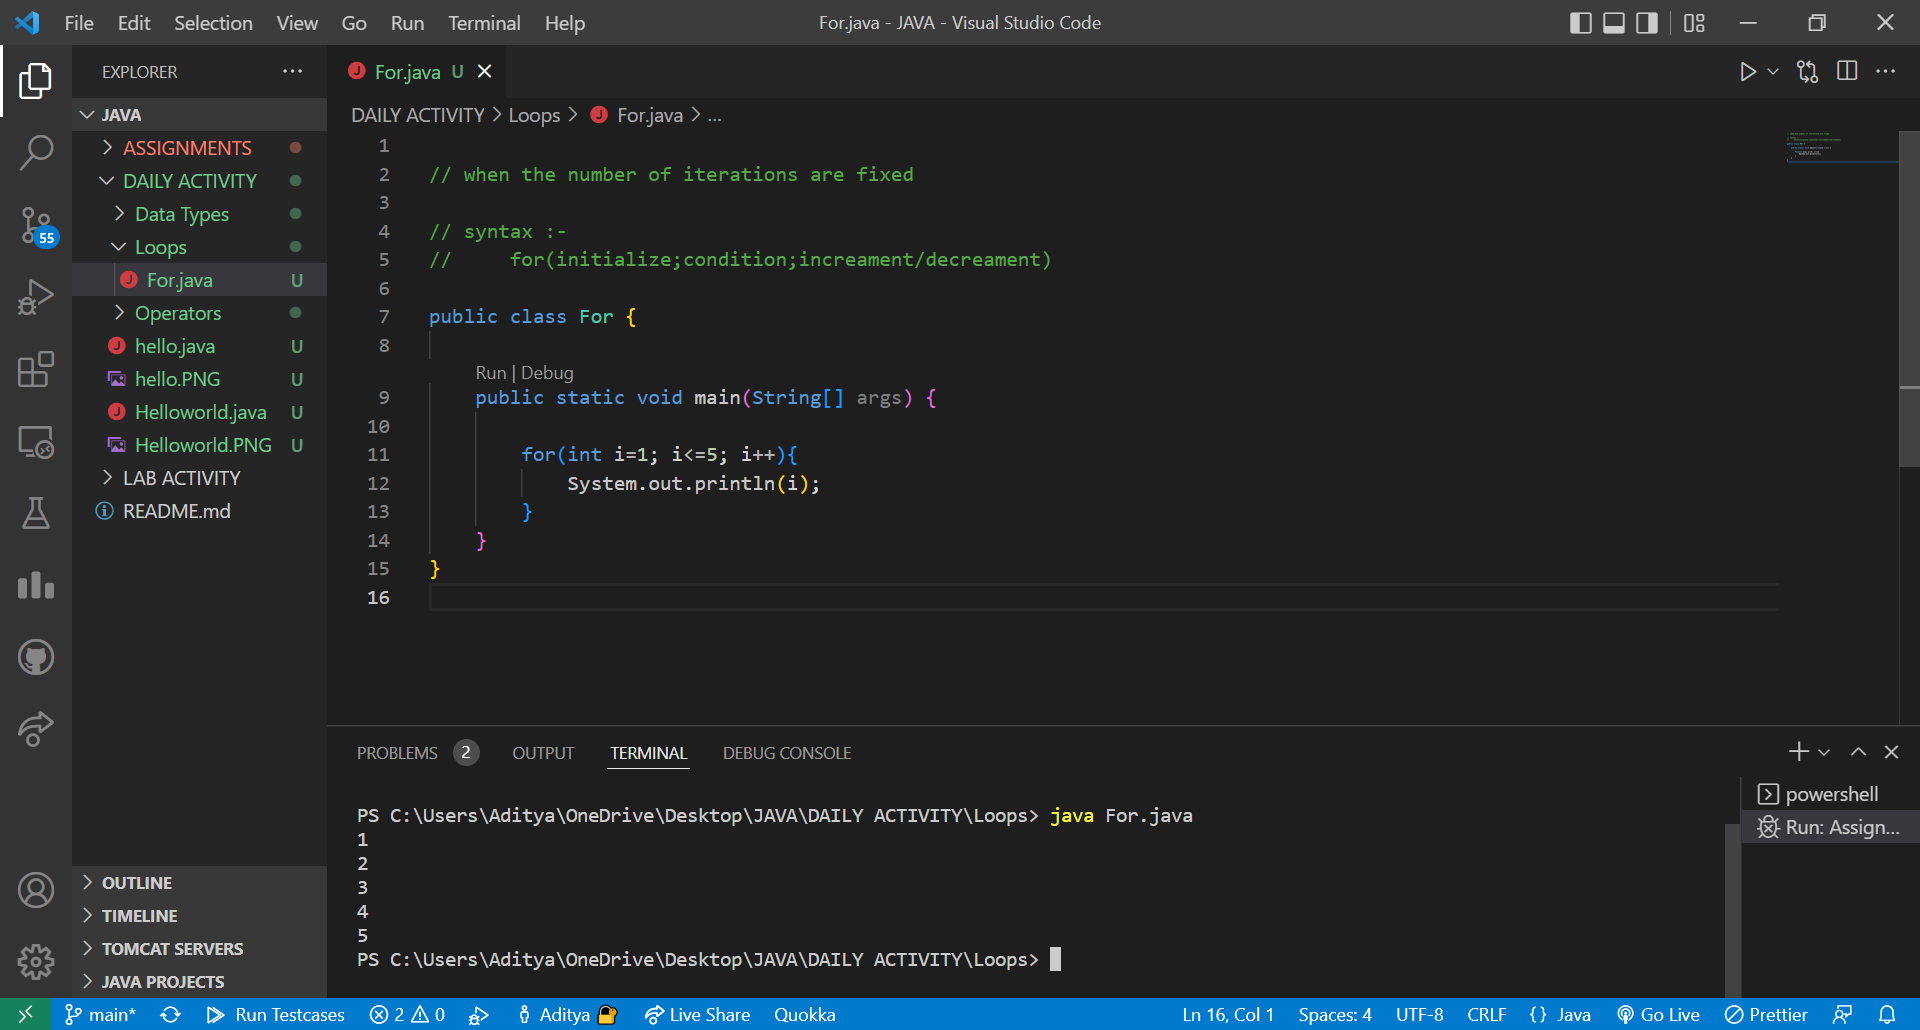 File Edit Selection View Go Run Terminal Help For.java - JAVA - Visual Studio Code
EXPLORER
JAVA
ASSIGNMENTS
DAILY ACTIVITY
Data Types
Loops
For.java U
Operators
hello.java U
hello.PNG U
Helloworld.java U
Helloworld.PNG U
LAB ACTIVITY
README.md
OUTLINE
TIMELINE
TOMCAT SERVERS
JAVA PROJECTS
55
For.java U
DAILY ACTIVITY > Loops > For.java > ...
1
2 // when the number of iterations are fixed
3
4 // syntax :-
5 //     for(initialize;condition;increament/decreament)
6
7 public class For {
8
Run | Debug
9     public static void main(String[] args) {
10
11         for(int i=1; i<=5; i++){
12             System.out.println(i);
13         }
14     }
15 }
16
PROBLEMS 2 OUTPUT TERMINAL DEBUG CONSOLE
PS C:\Users\Aditya\OneDrive\Desktop\JAVA\DAILY ACTIVITY\Loops> java For.java
1
2
3
4
5
PS C:\Users\Aditya\OneDrive\Desktop\JAVA\DAILY ACTIVITY\Loops>
powershell
Run: Assign...
main* Run Testcases 2 0 Aditya Live Share Quokka Ln 16, Col 1 Spaces: 4 UTF-8 CRLF {} Java Go Live Prettier